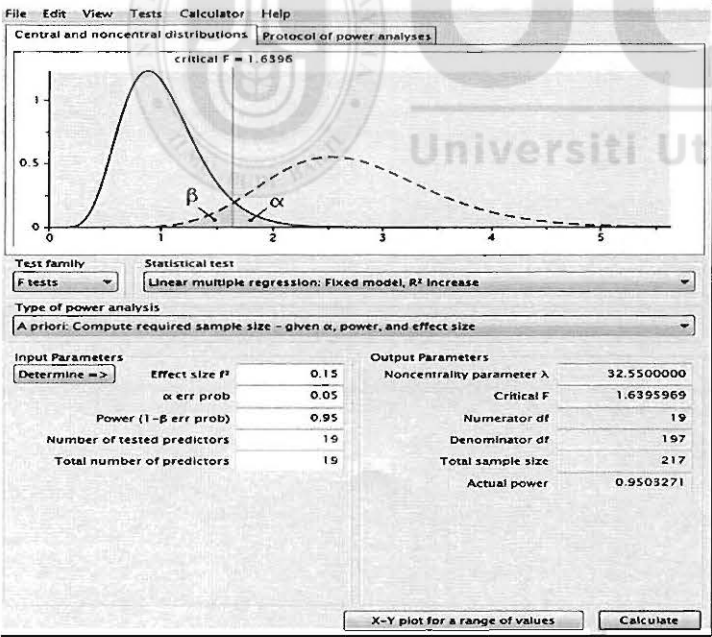 File Edit View Tests Calculator Help
Central and noncentral distributions Protocol of power analyses
critical F = 1.6396
1
0.5
β α
0
0 1 2 3 4 5
Universiti Ut
Test family Statistical test
F tests Linear multiple regression: Fixed model, R² increase
Type of power analysis
A priori: Compute required sample size - given α, power, and effect size
Input Parameters Output Parameters
Determine => Effect size f² 0.15 Noncentrality parameter λ 32.5500000
α err prob 0.05 Critical F 1.6395969
Power (1-β err prob) 0.95 Numerator df 19
Number of tested predictors 19 Denominator df 197
Total number of predictors 19 Total sample size 217
Actual power 0.9503271
X-Y plot for a range of values Calculate